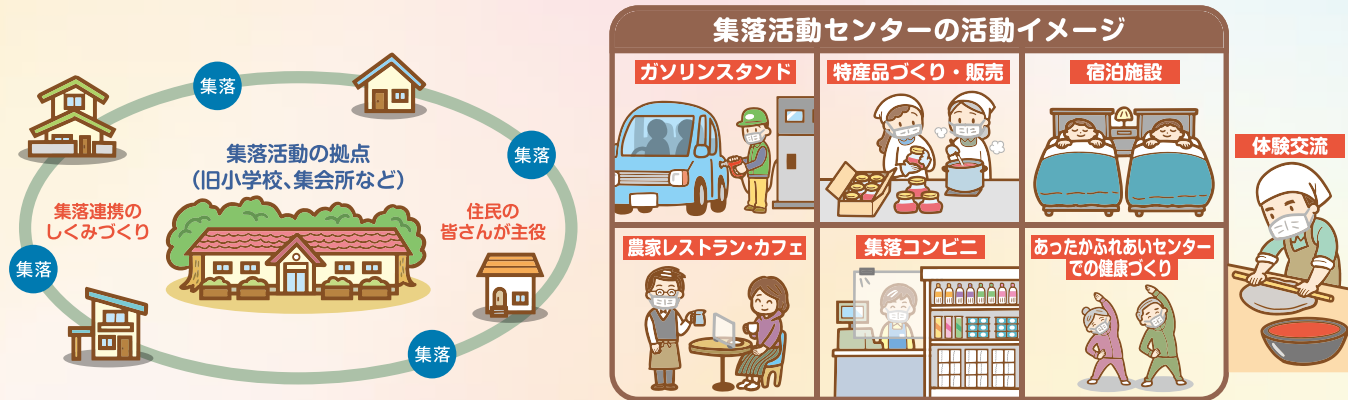 集落
集落
集落活動の拠点
（旧小学校、集会所など）
集落連携の
しくみづくり
住民の
皆さんが主役
集落
集落
集落活動センターの活動イメージ
ガソリンスタンド
特産品づくり・販売
宿泊施設
体験交流
農家レストラン・カフェ
集落コンビニ
あったかふれあいセンター
での健康づくり